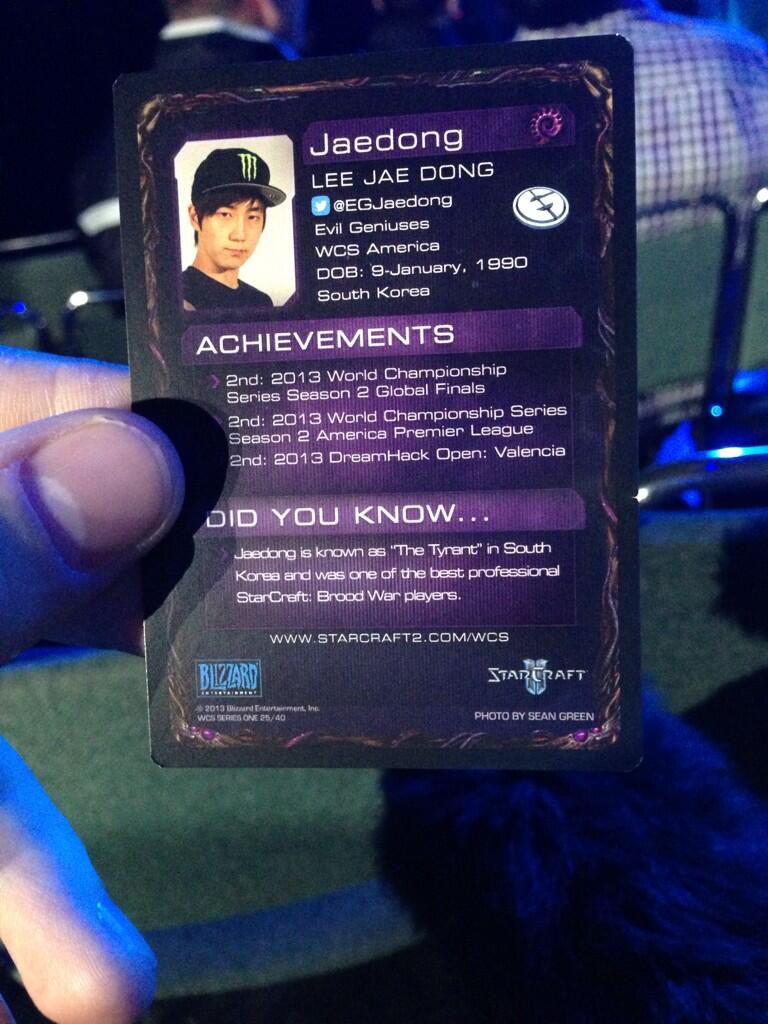 Jaedong
LEE JAE DONG
@EGJaedong
Evil Geniuses
WCS America
DOB: 9-January, 1990
South Korea
ACHIEVEMENTS
2nd: 2013 World Championship
Series Season 2 Global Finals
2nd: 2013 World Championship Series
Season 2 America Premier League
2nd: 2013 DreamHack Open: Valencia
DID YOU KNOW...
Jaedong is known as "The Tyrant" in South
Korea and was one of the best professional
StarCraft: Brood War players.
WWW.STARCRAFT2.COM/WCS
BLIZZARD
ENTERTAINMENT
STARCRAFT
II
© 2013 Blizzard Entertainment, Inc.
WCS SERIES ONE 25/40
PHOTO BY SEAN GREEN